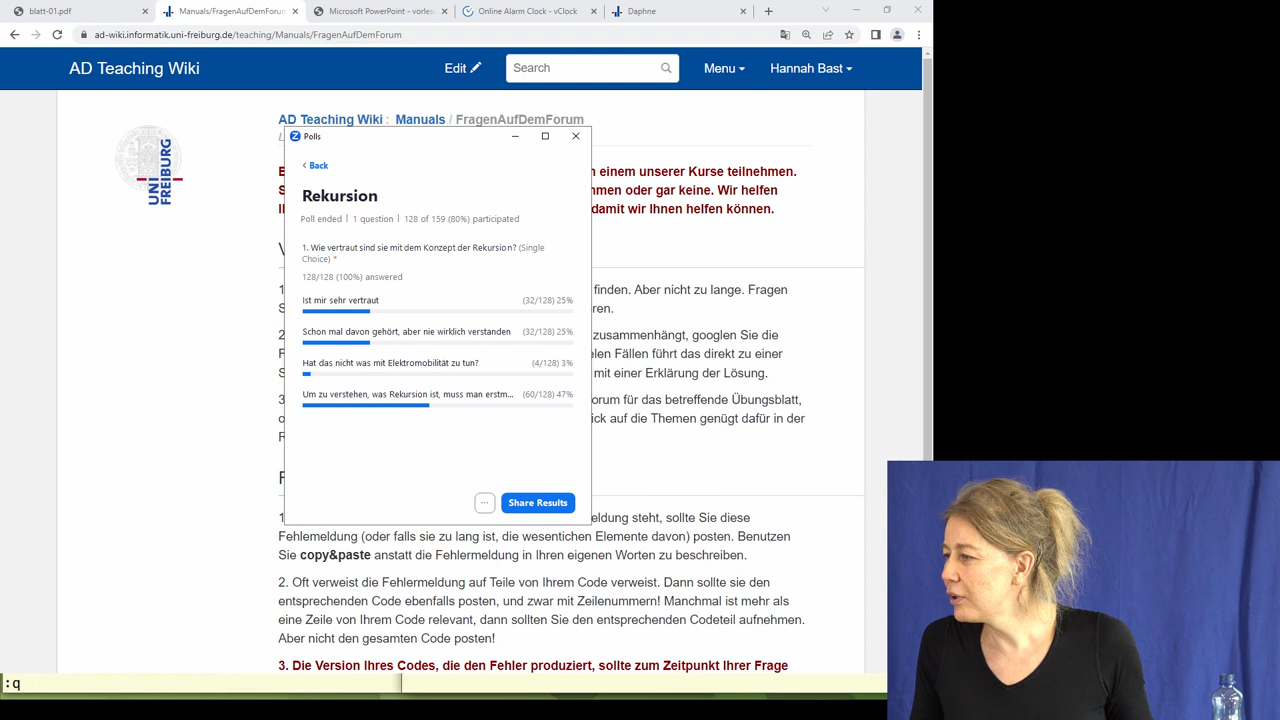 blatt-01.pdf
Manuals/FragenAufDemForum
Microsoft PowerPoint - vorles
Online Alarm Clock - vClock
Daphne
ad-wiki.informatik.uni-freiburg.de/teaching/Manuals/FragenAufDemForum
AD Teaching Wiki
Edit
Search
Menu
Hannah Bast
AD Teaching Wiki : Manuals / FragenAufDemForum
UNI FREIBURG
Polls
n einem unserer Kurse teilnehmen.
hmen oder gar keine. Wir helfen
damit wir Ihnen helfen können.
Back
Rekursion
Poll ended | 1 question | 128 of 159 (80%) participated
1. Wie vertraut sind sie mit dem Konzept der Rekursion? (Single
Choice) *
128/128 (100%) answered
Ist mir sehr vertraut (32/128) 25%
Schon mal davon gehört, aber nie wirklich verstanden (32/128) 25%
Hat das nicht was mit Elektromobilität zu tun? (4/128) 3%
Um zu verstehen, was Rekursion ist, muss man erstm... (60/128) 47%
... Share Results
finden. Aber nicht zu lange. Fragen
ren.
zusammenhängt, googlen Sie die
elen Fällen führt das direkt zu einer
mit einer Erklärung der Lösung.
orum für das betreffende Übungsblatt,
ick auf die Themen genügt dafür in der
eldung steht, sollte Sie diese
Fehlemeldung (oder falls sie zu lang ist, die wesentichen Elemente davon) posten. Benutzen
Sie copy&paste anstatt die Fehlermeldung in Ihren eigenen Worten zu beschreiben.
2. Oft verweist die Fehlermeldung auf Teile von Ihrem Code verweist. Dann sollte sie den
entsprechenden Code ebenfalls posten, und zwar mit Zeilenummern! Manchmal ist mehr als
eine Zeile von Ihrem Code relevant, dann sollten Sie den entsprechenden Codeteil aufnehmen.
Aber nicht den gesamten Code posten!
3. Die Version Ihres Codes, die den Fehler produziert, sollte zum Zeitpunkt Ihrer Frage
:q